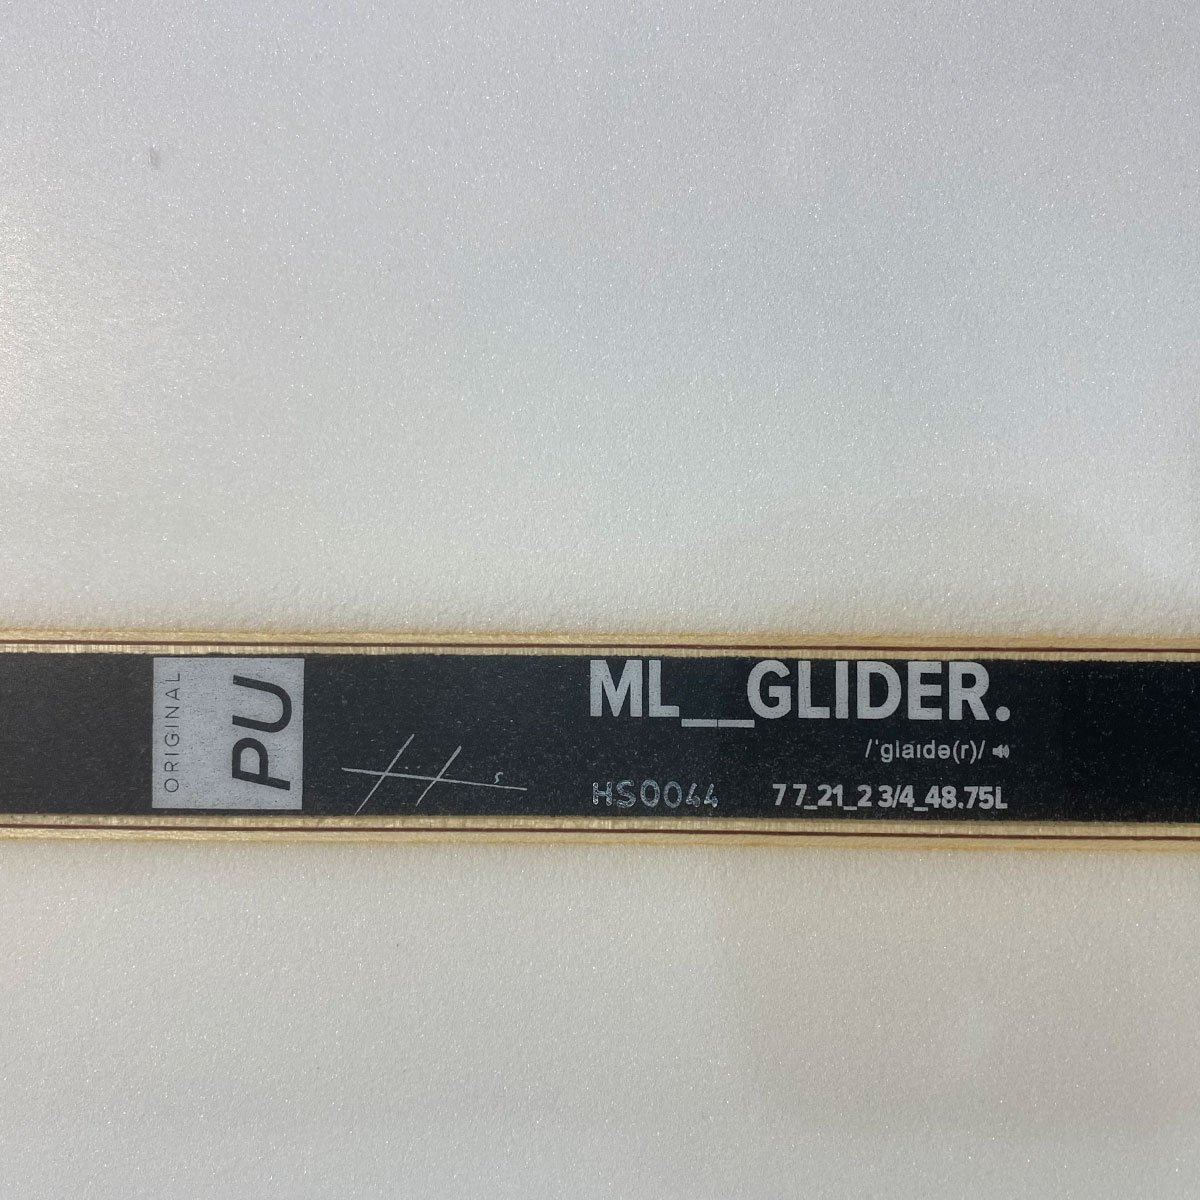 ORIGINAL
PU
ML__GLIDER.
/ˈglaɪdə(r)/
HS0044
7 7_21_2 3/4_48.75L